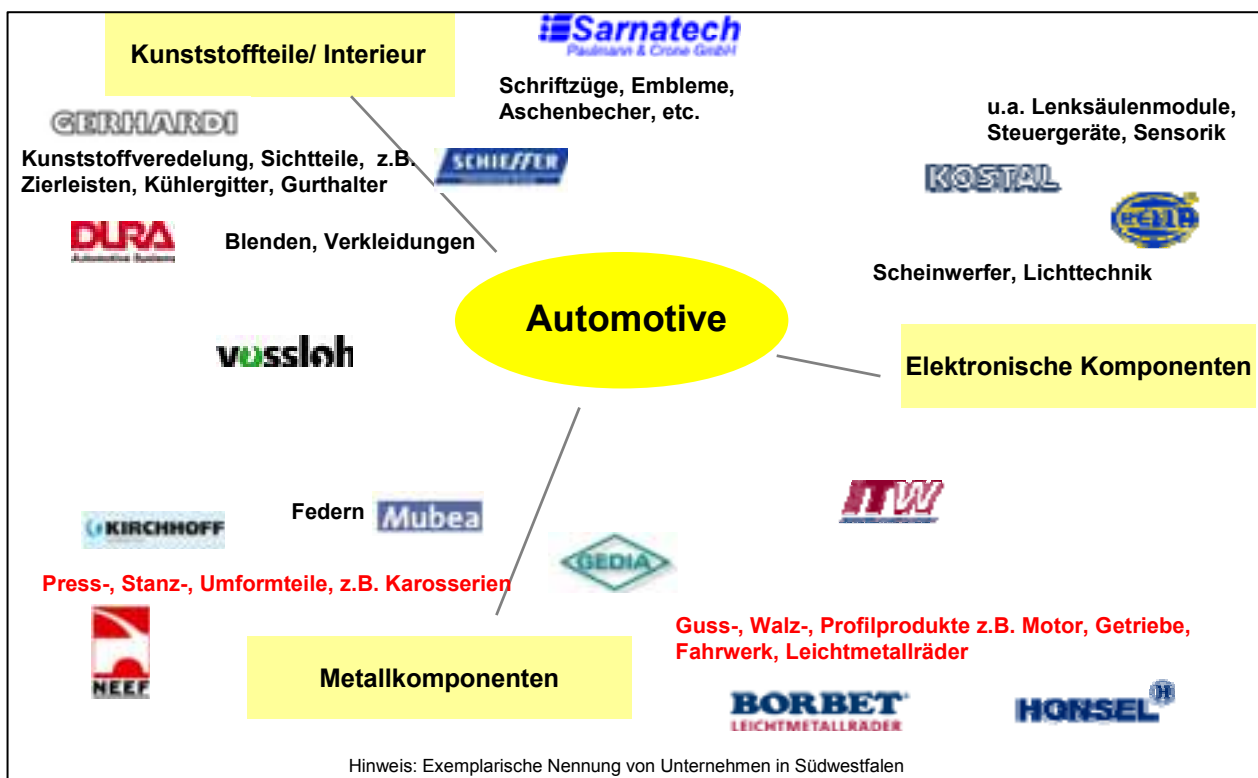 Sarnatech
Paulmann & Crone GmbH
Kunststoffteile/ Interieur
Schriftzüge, Embleme,
Aschenbecher, etc.
u.a. Lenksäulenmodule,
Steuergeräte, Sensorik
GERHARDI
Kunststoffveredelung, Sichtteile, z.B.
Zierleisten, Kühlergitter, Gurthalter
SCHIEFFER
KOSTAL
HELLA
DURA
Automotive Systems
Blenden, Verkleidungen
Scheinwerfer, Lichttechnik
Automotive
vossloh
Elektronische Komponenten
ITW
Federn
Mubea
KIRCHHOFF
GEDIA
Press-, Stanz-, Umformteile, z.B. Karosserien
NEEF
Guss-, Walz-, Profilprodukte z.B. Motor, Getriebe,
Fahrwerk, Leichtmetallräder
Metallkomponenten
BORBET
LEICHTMETALLRÄDER
HONSEL
H
Hinweis: Exemplarische Nennung von Unternehmen in Südwestfalen